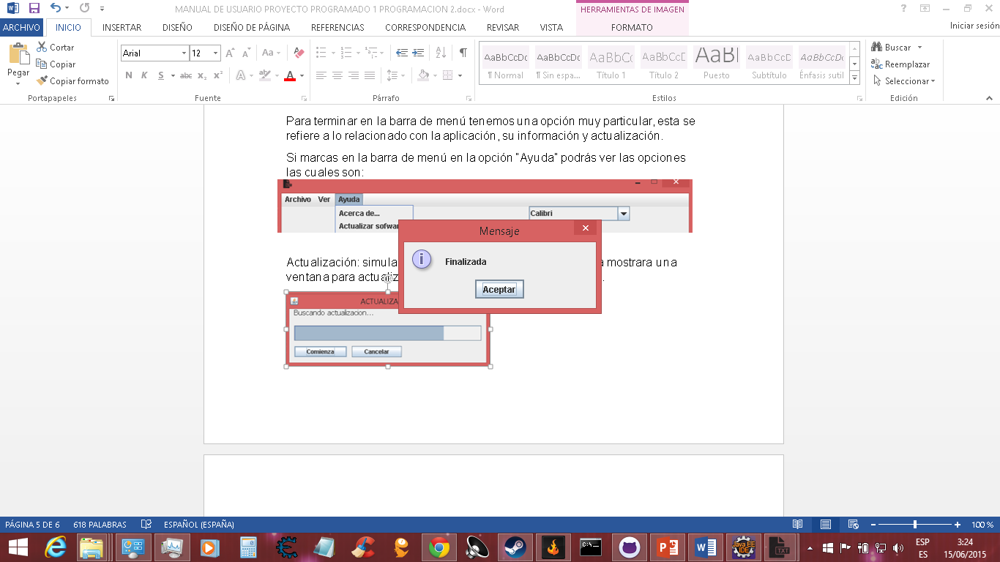 MANUAL DE USUARIO PROYECTO PROGRAMADO 1 PROGRAMACION 2.docx - Word
HERRAMIENTAS DE IMAGEN
ARCHIVO INICIO INSERTAR DISEÑO DISEÑO DE PÁGINA REFERENCIAS CORRESPONDENCIA REVISAR VISTA FORMATO Iniciar sesión
Pegar
Cortar
Copiar
Copiar formato
Portapapeles
Arial 12
Fuente
Párrafo
AaBbCcDc AaBbCcDc AaBbCc AaBbCcD AaBl AaBbCcD AaBbCcDc
¶ Normal ¶ Sin espa... Título 1 Título 2 Puesto Subtítulo Énfasis sutil
Estilos
Buscar
Reemplazar
Seleccionar
Edición
Para terminar en la barra de menú tenemos una opción muy particular, esta se
refiere a lo relacionado con la aplicación, su información y actualización.
Si marcas en la barra de menú en la opción "Ayuda" podrás ver las opciones
las cuales son:
Archivo Ver Ayuda
Acerca de... Calibri
Actualizar sofwar
Mensaje
Finalizada
Aceptar
Actualización: simula mostrara una
ventana para actualiz
ACTUALIZA
Buscando actualizacion...
Comienza Cancelar
PÁGINA 5 DE 6 618 PALABRAS ESPAÑOL (ESPAÑA) 100 %
C:\_
Java EE IDE
TXT
ESP
ES
3:24
15/06/2015